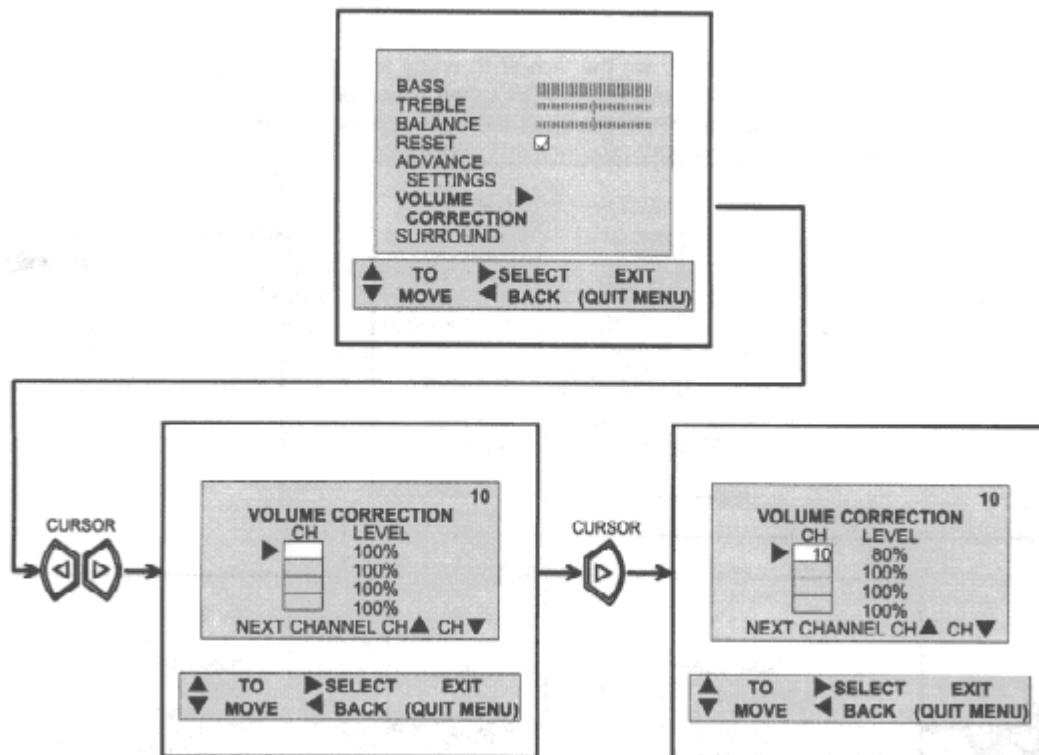 BASS
TREBLE
BALANCE
RESET
ADVANCE
SETTINGS
VOLUME
CORRECTION
SURROUND
▲ TO ▶ SELECT EXIT
▼ MOVE ◀ BACK (QUIT MENU)
CURSOR
10
VOLUME CORRECTION
CH LEVEL
▶ 100%
100%
100%
100%
NEXT CHANNEL CH▲ CH▼
▲ TO ▶ SELECT EXIT
▼ MOVE ◀ BACK (QUIT MENU)
CURSOR
10
VOLUME CORRECTION
CH LEVEL
▶ 10 80%
100%
100%
100%
NEXT CHANNEL CH▲ CH▼
▲ TO ▶ SELECT EXIT
▼ MOVE ◀ BACK (QUIT MENU)